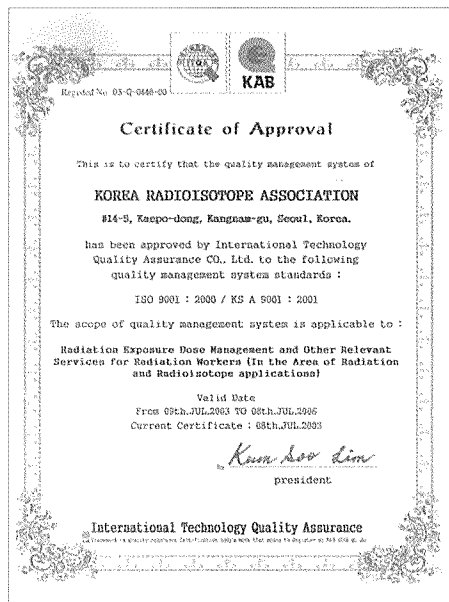 KAB
Certificate of Approval
This is to certify that the quality management system of
KOREA RADIOISOTOPE ASSOCIATION
#14-5, Kaepo-dong, Kangnam-gu, Seoul, Korea.
has been approved by International Technology
Quality Assurance CO., Ltd. to the following
quality management system standards :
ISO 9001 : 2000 / KS A 9001 : 2001
The scope of quality management system is applicable to :
Radiation Exposure Dose Management and Other Relevant
Services for Radiation Workers (In the Area of Radiation
and Radioisotope applications)
Valid Date
From 09th.JUL.2003 TO 08th.JUL.2006
Current Certificate : 08th.JUL.2003
By Kun Soo Lim
president
International Technology Quality Assurance